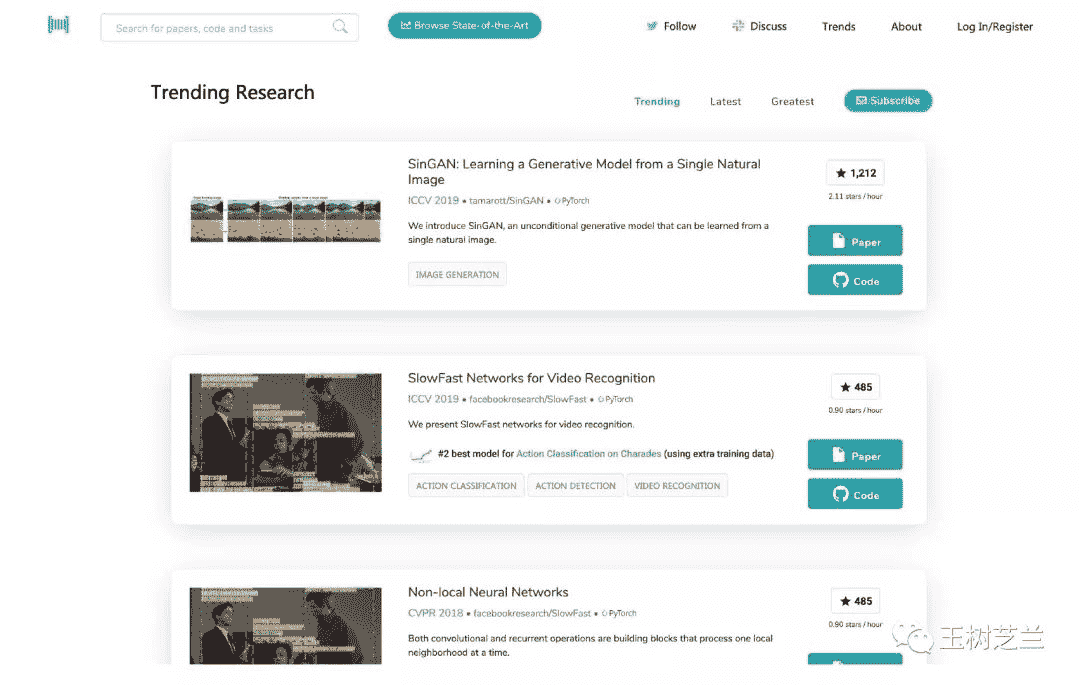 Search for papers, code and tasks
Browse State-of-the-Art
Follow
Discuss
Trends
About
Log In/Register
Trending Research
Trending
Latest
Greatest
Subscribe
SinGAN: Learning a Generative Model from a Single Natural
Image
ICCV 2019 • tamarott/SinGAN • PyTorch
We introduce SinGAN, an unconditional generative model that can be learned from a
single natural image.
IMAGE GENERATION
★ 1,212
2.11 stars / hour
Paper
Code
SlowFast Networks for Video Recognition
ICCV 2019 • facebookresearch/SlowFast • PyTorch
We present SlowFast networks for video recognition.
#2 best model for Action Classification on Charades (using extra training data)
ACTION CLASSIFICATION
ACTION DETECTION
VIDEO RECOGNITION
★ 485
0.90 stars / hour
Paper
Code
Non-local Neural Networks
CVPR 2018 • facebookresearch/SlowFast • PyTorch
Both convolutional and recurrent operations are building blocks that process one local
neighborhood at a time.
★ 485
0.90 stars / hour
玉树芝兰